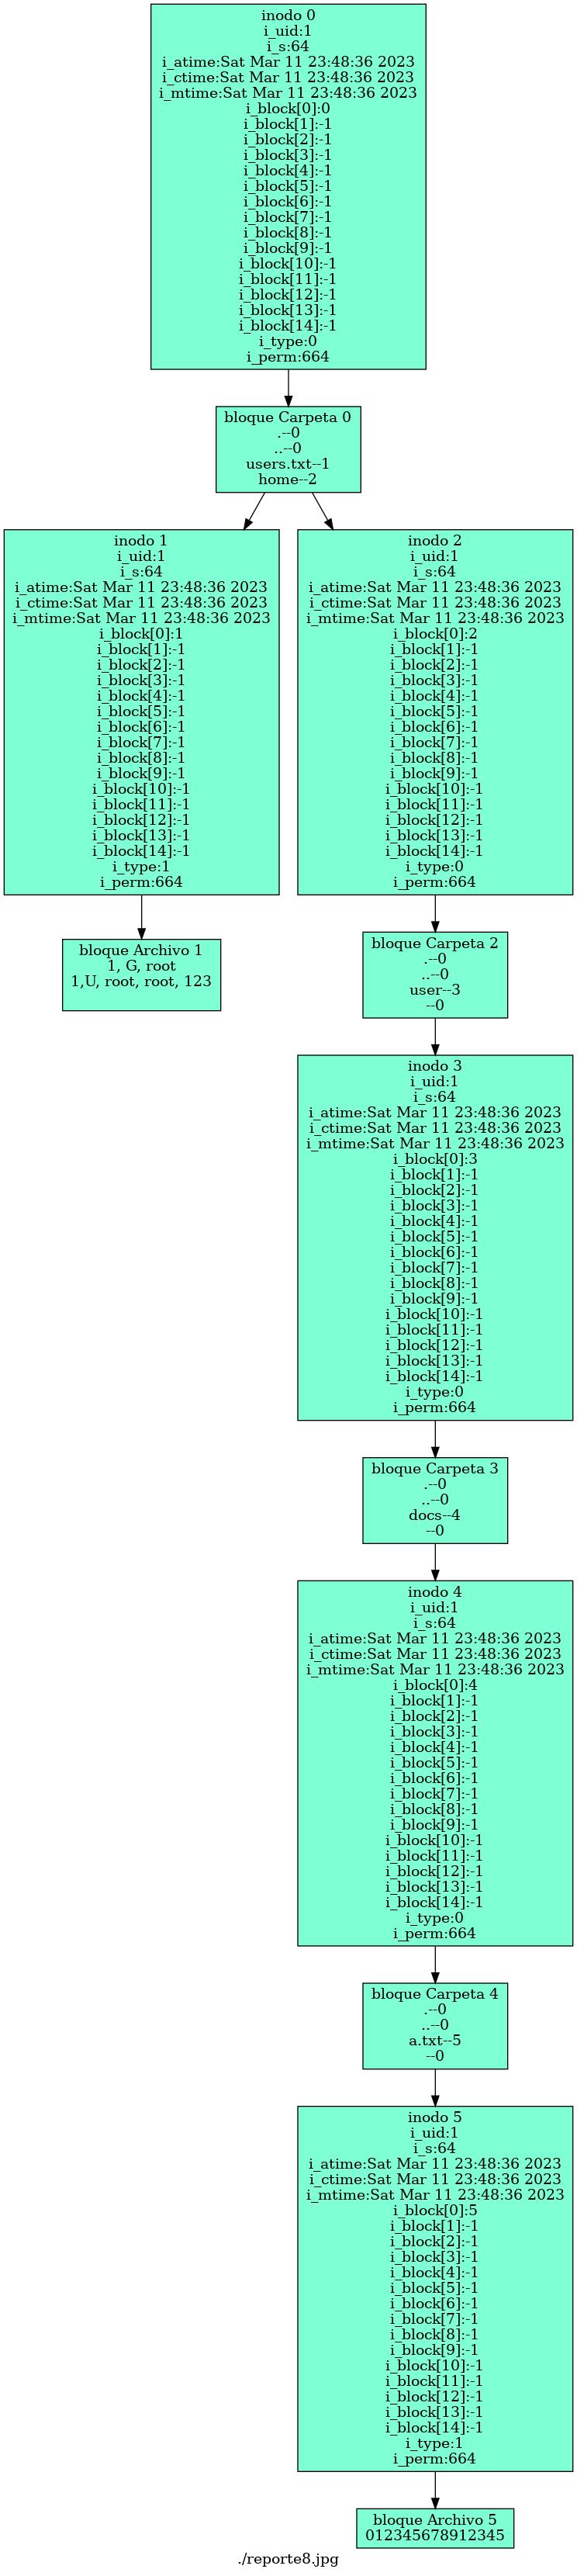 inodo 0
i_uid:1
i_s:64
i_atime:Sat Mar 11 23:48:36 2023
i_ctime:Sat Mar 11 23:48:36 2023
i_mtime:Sat Mar 11 23:48:36 2023
i_block[0]:0
i_block[1]:-1
i_block[2]:-1
i_block[3]:-1
i_block[4]:-1
i_block[5]:-1
i_block[6]:-1
i_block[7]:-1
i_block[8]:-1
i_block[9]:-1
i_block[10]:-1
i_block[11]:-1
i_block[12]:-1
i_block[13]:-1
i_block[14]:-1
i_type:0
i_perm:664
bloque Carpeta 0
.--0
..--0
users.txt--1
home--2
inodo 1
i_uid:1
i_s:64
i_atime:Sat Mar 11 23:48:36 2023
i_ctime:Sat Mar 11 23:48:36 2023
i_mtime:Sat Mar 11 23:48:36 2023
i_block[0]:1
i_block[1]:-1
i_block[2]:-1
i_block[3]:-1
i_block[4]:-1
i_block[5]:-1
i_block[6]:-1
i_block[7]:-1
i_block[8]:-1
i_block[9]:-1
i_block[10]:-1
i_block[11]:-1
i_block[12]:-1
i_block[13]:-1
i_block[14]:-1
i_type:1
i_perm:664
bloque Archivo 1
1, G, root
1,U, root, root, 123
inodo 2
i_uid:1
i_s:64
i_atime:Sat Mar 11 23:48:36 2023
i_ctime:Sat Mar 11 23:48:36 2023
i_mtime:Sat Mar 11 23:48:36 2023
i_block[0]:2
i_block[1]:-1
i_block[2]:-1
i_block[3]:-1
i_block[4]:-1
i_block[5]:-1
i_block[6]:-1
i_block[7]:-1
i_block[8]:-1
i_block[9]:-1
i_block[10]:-1
i_block[11]:-1
i_block[12]:-1
i_block[13]:-1
i_block[14]:-1
i_type:0
i_perm:664
bloque Carpeta 2
.--0
..--0
user--3
--0
inodo 3
i_uid:1
i_s:64
i_atime:Sat Mar 11 23:48:36 2023
i_ctime:Sat Mar 11 23:48:36 2023
i_mtime:Sat Mar 11 23:48:36 2023
i_block[0]:3
i_block[1]:-1
i_block[2]:-1
i_block[3]:-1
i_block[4]:-1
i_block[5]:-1
i_block[6]:-1
i_block[7]:-1
i_block[8]:-1
i_block[9]:-1
i_block[10]:-1
i_block[11]:-1
i_block[12]:-1
i_block[13]:-1
i_block[14]:-1
i_type:0
i_perm:664
bloque Carpeta 3
.--0
..--0
docs--4
--0
inodo 4
i_uid:1
i_s:64
i_atime:Sat Mar 11 23:48:36 2023
i_ctime:Sat Mar 11 23:48:36 2023
i_mtime:Sat Mar 11 23:48:36 2023
i_block[0]:4
i_block[1]:-1
i_block[2]:-1
i_block[3]:-1
i_block[4]:-1
i_block[5]:-1
i_block[6]:-1
i_block[7]:-1
i_block[8]:-1
i_block[9]:-1
i_block[10]:-1
i_block[11]:-1
i_block[12]:-1
i_block[13]:-1
i_block[14]:-1
i_type:0
i_perm:664
bloque Carpeta 4
.--0
..--0
a.txt--5
--0
inodo 5
i_uid:1
i_s:64
i_atime:Sat Mar 11 23:48:36 2023
i_ctime:Sat Mar 11 23:48:36 2023
i_mtime:Sat Mar 11 23:48:36 2023
i_block[0]:5
i_block[1]:-1
i_block[2]:-1
i_block[3]:-1
i_block[4]:-1
i_block[5]:-1
i_block[6]:-1
i_block[7]:-1
i_block[8]:-1
i_block[9]:-1
i_block[10]:-1
i_block[11]:-1
i_block[12]:-1
i_block[13]:-1
i_block[14]:-1
i_type:1
i_perm:664
bloque Archivo 5
012345678912345
./reporte8.jpg